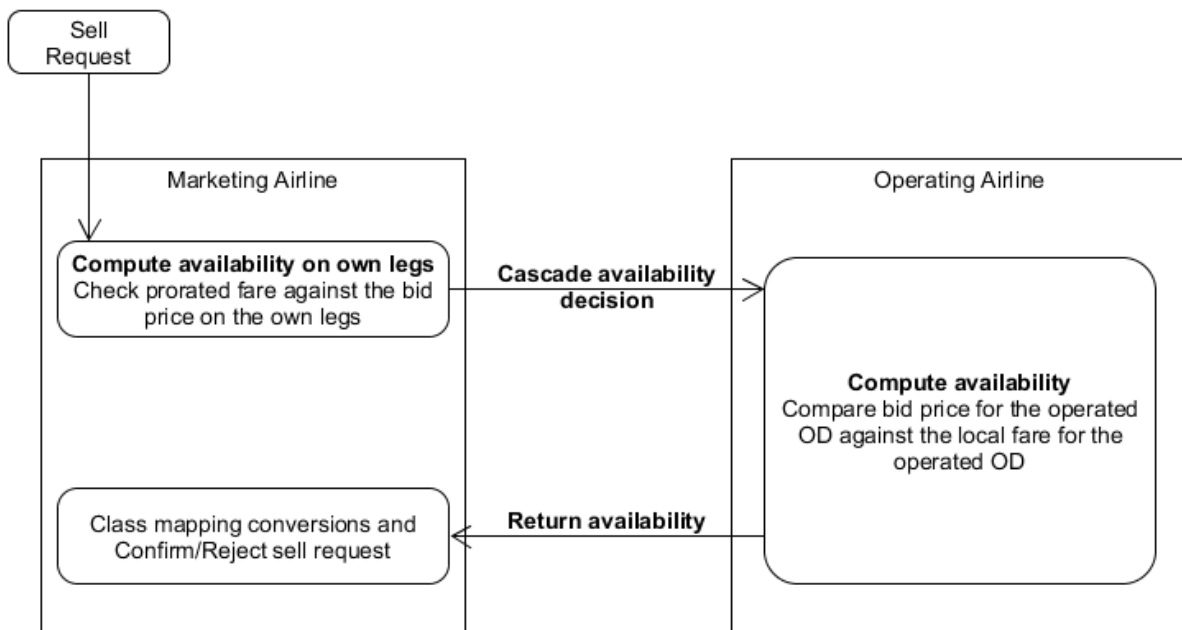 Sell
Request
Marketing Airline
Operating Airline
Compute availability on own legs
Check prorated fare against the bid
price on the own legs
Cascade availability
decision
Compute availability
Compare bid price for the operated
OD against the local fare for the
operated OD
Return availability
Class mapping conversions and
Confirm/Reject sell request